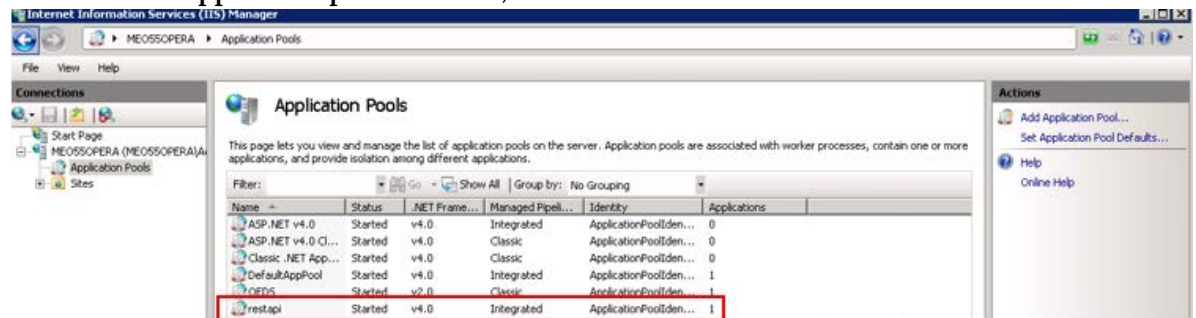 Internet Information Services (IIS) Manager
MEO55OPERA Application Pools
File View Help
Connections
Start Page
MEO55OPERA (MEO55OPERA\A
Application Pools
Sites
Application Pools
This page lets you view and manage the list of application pools on the server. Application pools are associated with worker processes, contain one or more
applications, and provide isolation among different applications.
Filter: Go Show All Group by: No Grouping
Name Status .NET Frame... Managed Pipeli... Identity Applications
ASP.NET v4.0 Started v4.0 Integrated ApplicationPoolIden... 0
ASP.NET v4.0 Cl... Started v4.0 Classic ApplicationPoolIden... 0
Classic .NET App... Started v4.0 Classic ApplicationPoolIden... 0
DefaultAppPool Started v4.0 Integrated ApplicationPoolIden... 1
OEDS Started v2.0 Classic ApplicationPoolIden... 1
restapi Started v4.0 Integrated ApplicationPoolIden... 1
Actions
Add Application Pool...
Set Application Pool Defaults...
Help
Online Help